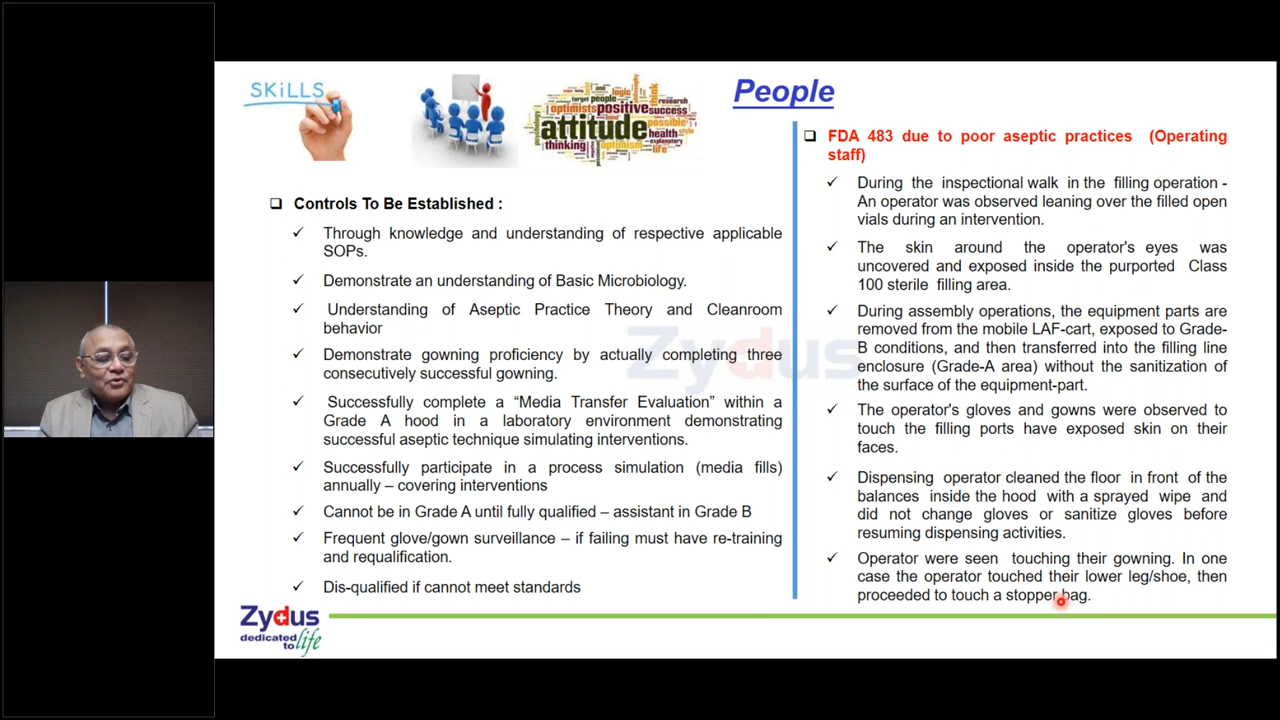 SKiLLS
attitude
positive
success
optimists
people
logic
research
possible
health
thinking
optimism
life
think
People
Controls To Be Established :
Through knowledge and understanding of respective applicable
SOPs.
Demonstrate an understanding of Basic Microbiology.
Understanding of Aseptic Practice Theory and Cleanroom
behavior
Demonstrate gowning proficiency by actually completing three
consecutively successful gowning.
Successfully complete a “Media Transfer Evaluation” within a
Grade A hood in a laboratory environment demonstrating
successful aseptic technique simulating interventions.
Successfully participate in a process simulation (media fills)
annually – covering interventions
Cannot be in Grade A until fully qualified – assistant in Grade B
Frequent glove/gown surveillance – if failing must have re-training
and requalification.
Dis-qualified if cannot meet standards
FDA 483 due to poor aseptic practices (Operating
staff)
During the inspectional walk in the filling operation -
An operator was observed leaning over the filled open
vials during an intervention.
The skin around the operator's eyes was
uncovered and exposed inside the purported Class
100 sterile filling area.
During assembly operations, the equipment parts are
removed from the mobile LAF-cart, exposed to Grade-
B conditions, and then transferred into the filling line
enclosure (Grade-A area) without the sanitization of
the surface of the equipment-part.
The operator's gloves and gowns were observed to
touch the filling ports have exposed skin on their
faces.
Dispensing operator cleaned the floor in front of the
balances inside the hood with a sprayed wipe and
did not change gloves or sanitize gloves before
resuming dispensing activities.
Operator were seen touching their gowning. In one
case the operator touched their lower leg/shoe, then
proceeded to touch a stopper bag.
Zydus
Zydus
dedicated
to life